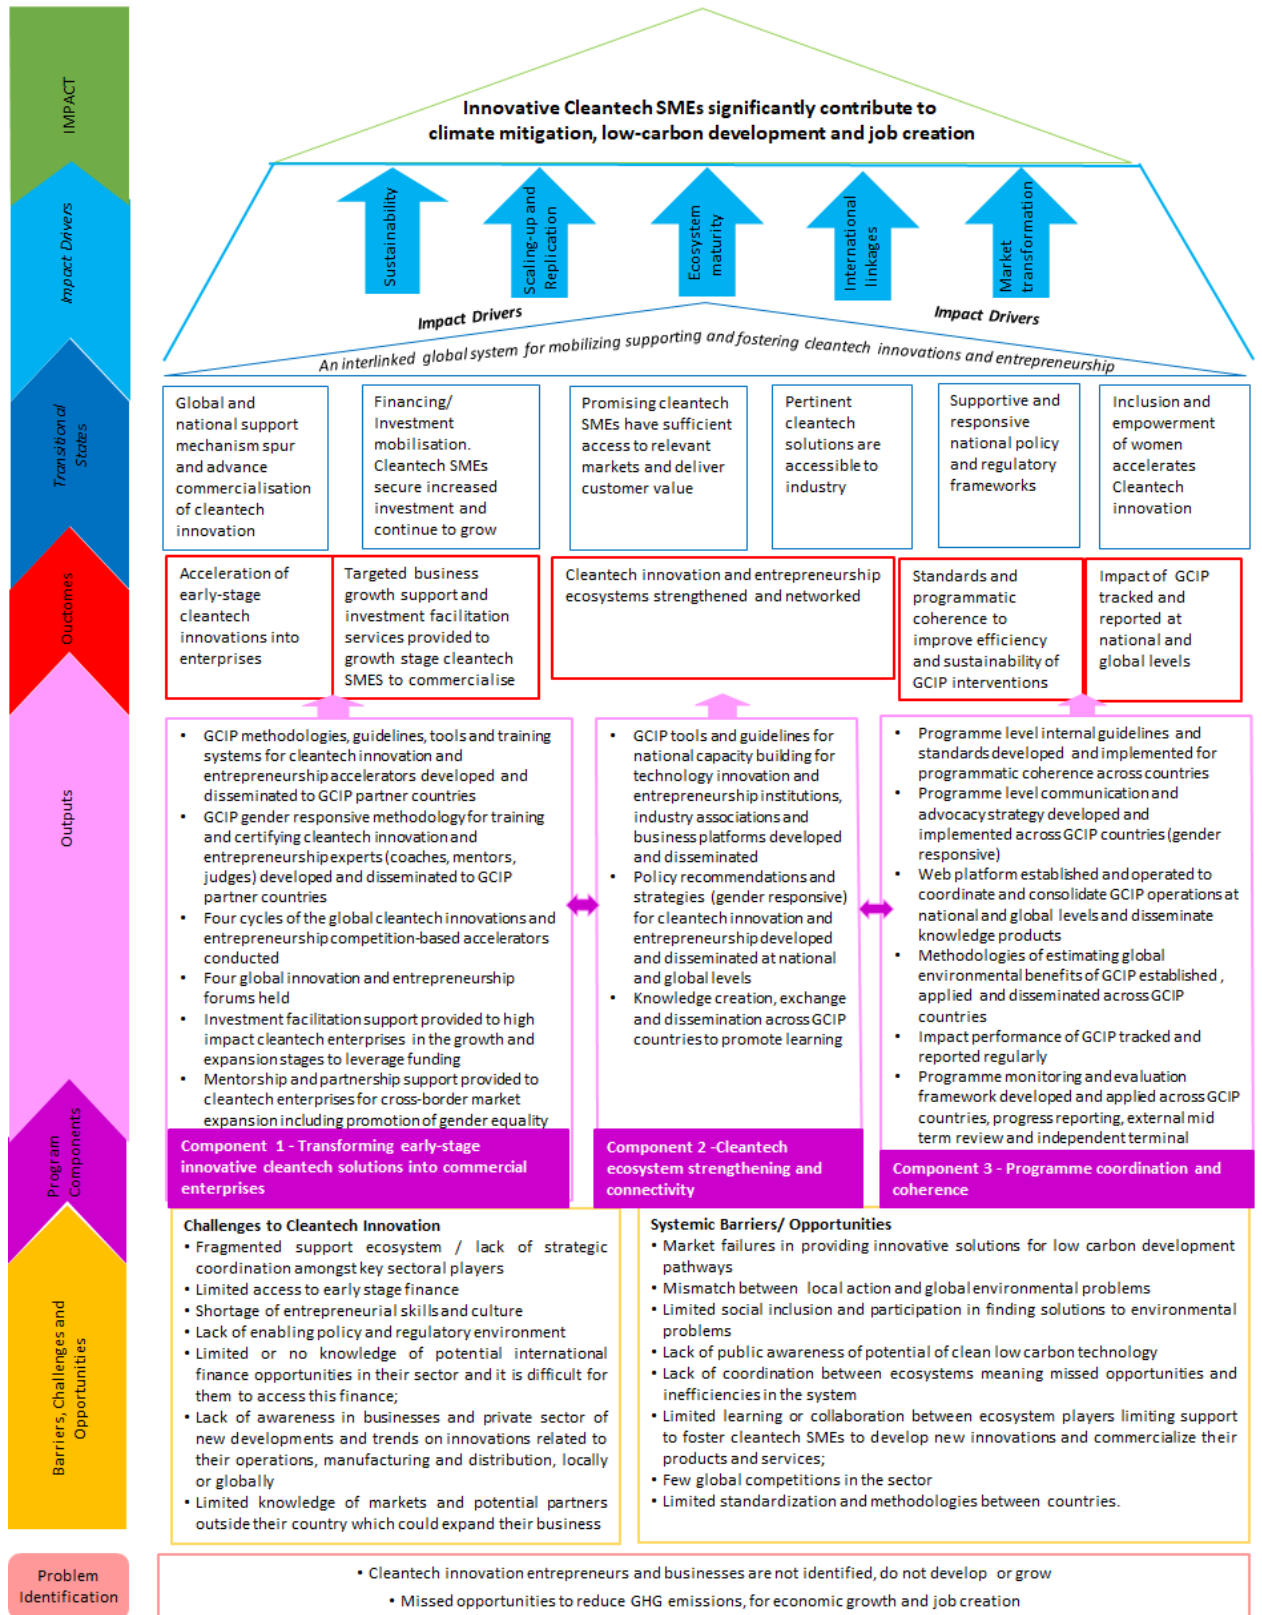 IMPACT
Innovative Cleantech SMEs significantly contribute to
climate mitigation, low-carbon development and job creation
Impact Drivers
Sustainability
Scaling-up and
Replication
Ecosystem
maturity
International
linkages
Market
transformation
Impact Drivers
Impact Drivers
An interlinked global system for mobilizing supporting and fostering cleantech innovations and entrepreneurship
Transitional
States
Global and
national support
mechanism spur
and advance
commercialisation
of cleantech
innovation
Financing/
Investment
mobilisation.
Cleantech SMEs
secure increased
investment and
continue to grow
Promising cleantech
SMEs have sufficient
access to relevant
markets and deliver
customer value
Pertinent
cleantech
solutions are
accessible to
industry
Supportive and
responsive
national policy
and regulatory
frameworks
Inclusion and
empowerment
of women
accelerates
Cleantech
innovation
Ouctomes
Acceleration of
early-stage
cleantech
innovations into
enterprises
Targeted business
growth support and
investment facilitation
services provided to
growth stage cleantech
SMES to commercialise
Cleantech innovation and entrepreneurship
ecosystems strengthened and networked
Standards and
programmatic
coherence to
improve efficiency
and sustainability of
GCIP interventions
Impact of GCIP
tracked and
reported at
national and
global levels
Outputs
• GCIP methodologies, guidelines, tools and training
systems for cleantech innovation and
entrepreneurship accelerators developed and
disseminated to GCIP partner countries
• GCIP gender responsive methodology for training
and certifying cleantech innovation and
entrepreneurship experts (coaches, mentors,
judges) developed and disseminated to GCIP
partner countries
• Four cycles of the global cleantech innovations and
entrepreneurship competition-based accelerators
conducted
• Four global innovation and entrepreneurship
forums held
• Investment facilitation support provided to high
impact cleantech enterprises in the growth and
expansion stages to leverage funding
• Mentorship and partnership support provided to
cleantech enterprises for cross-border market
expansion including promotion of gender equality
• GCIP tools and guidelines for
national capacity building for
technology innovation and
entrepreneurship institutions,
industry associations and
business platforms developed
and disseminated
• Policy recommendations and
strategies (gender responsive)
for cleantech innovation and
entrepreneurship developed
and disseminated at national
and global levels
• Knowledge creation, exchange
and dissemination across GCIP
countries to promote learning
• Programme level internal guidelines and
standards developed and implemented for
programmatic coherence across countries
• Programme level communication and
advocacy strategy developed and
implemented across GCIP countries (gender
responsive)
• Web platform established and operated to
coordinate and consolidate GCIP operations at
national and global levels and disseminate
knowledge products
• Methodologies of estimating global
environmental benefits of GCIP established ,
applied and disseminated across GCIP
countries
• Impact performance of GCIP tracked and
reported regularly
• Programme monitoring and evaluation
framework developed and applied across GCIP
countries, progress reporting, external mid
term review and independent terminal
Program
Components
Component 1 - Transforming early-stage
innovative cleantech solutions into commercial
enterprises
Component 2 -Cleantech
ecosystem strengthening and
connectivity
Component 3 - Programme coordination and
coherence
Barriers, Challenges and
Opportunities
Challenges to Cleantech Innovation
• Fragmented support ecosystem / lack of strategic
coordination amongst key sectoral players
• Limited access to early stage finance
• Shortage of entrepreneurial skills and culture
• Lack of enabling policy and regulatory environment
• Limited or no knowledge of potential international
finance opportunities in their sector and it is difficult for
them to access this finance;
• Lack of awareness in businesses and private sector of
new developments and trends on innovations related to
their operations, manufacturing and distribution, locally
or globally
• Limited knowledge of markets and potential partners
outside their country which could expand their business
Systemic Barriers/ Opportunities
• Market failures in providing innovative solutions for low carbon development
pathways
• Mismatch between local action and global environmental problems
• Limited social inclusion and participation in finding solutions to environmental
problems
• Lack of public awareness of potential of clean low carbon technology
• Lack of coordination between ecosystems meaning missed opportunities and
inefficiencies in the system
• Limited learning or collaboration between ecosystem players limiting support
to foster cleantech SMEs to develop new innovations and commercialize their
products and services;
• Few global competitions in the sector
• Limited standardization and methodologies between countries.
Problem
Identification
• Cleantech innovation entrepreneurs and businesses are not identified, do not develop or grow
• Missed opportunities to reduce GHG emissions, for economic growth and job creation